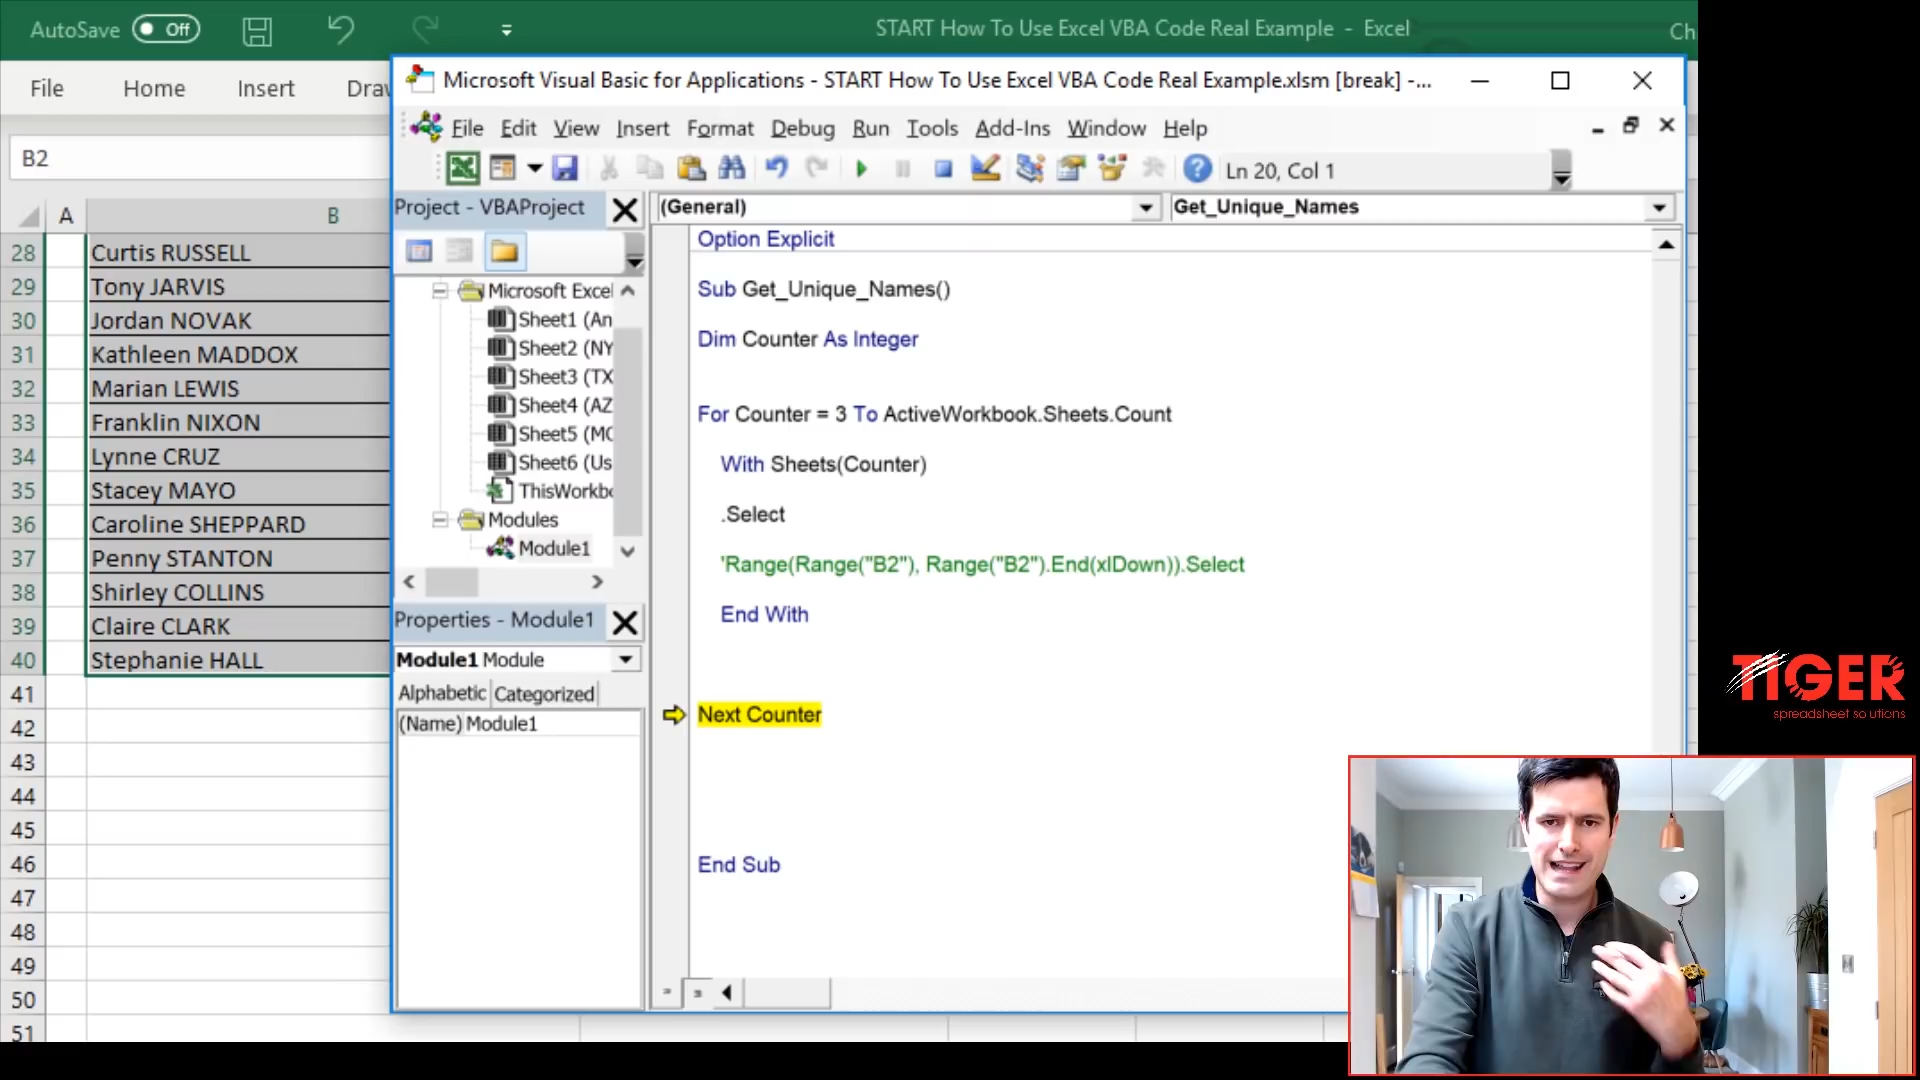 AutoSave Off
START How To Use Excel VBA Code Real Example - Excel
Ch
File Home Insert Draw
B2
A B
28 Curtis RUSSELL
29 Tony JARVIS
30 Jordan NOVAK
31 Kathleen MADDOX
32 Marian LEWIS
33 Franklin NIXON
34 Lynne CRUZ
35 Stacey MAYO
36 Caroline SHEPPARD
37 Penny STANTON
38 Shirley COLLINS
39 Claire CLARK
40 Stephanie HALL
41
42
43
44
45
46
47
48
49
50
51
Microsoft Visual Basic for Applications - START How To Use Excel VBA Code Real Example.xlsm [break] -...
File Edit View Insert Format Debug Run Tools Add-Ins Window Help
Ln 20, Col 1
Project - VBAProject
Microsoft Excel
Sheet1 (An
Sheet2 (NY
Sheet3 (TX
Sheet4 (AZ
Sheet5 (MO
Sheet6 (Us
ThisWorkbo
Modules
Module1
Properties - Module1
Module1 Module
Alphabetic Categorized
(Name) Module1
(General)
Get_Unique_Names
Option Explicit
Sub Get_Unique_Names()
Dim Counter As Integer
For Counter = 3 To ActiveWorkbook.Sheets.Count
With Sheets(Counter)
.Select
'Range(Range("B2"), Range("B2").End(xlDown)).Select
End With
Next Counter
End Sub
TIGER
spreadsheet solutions